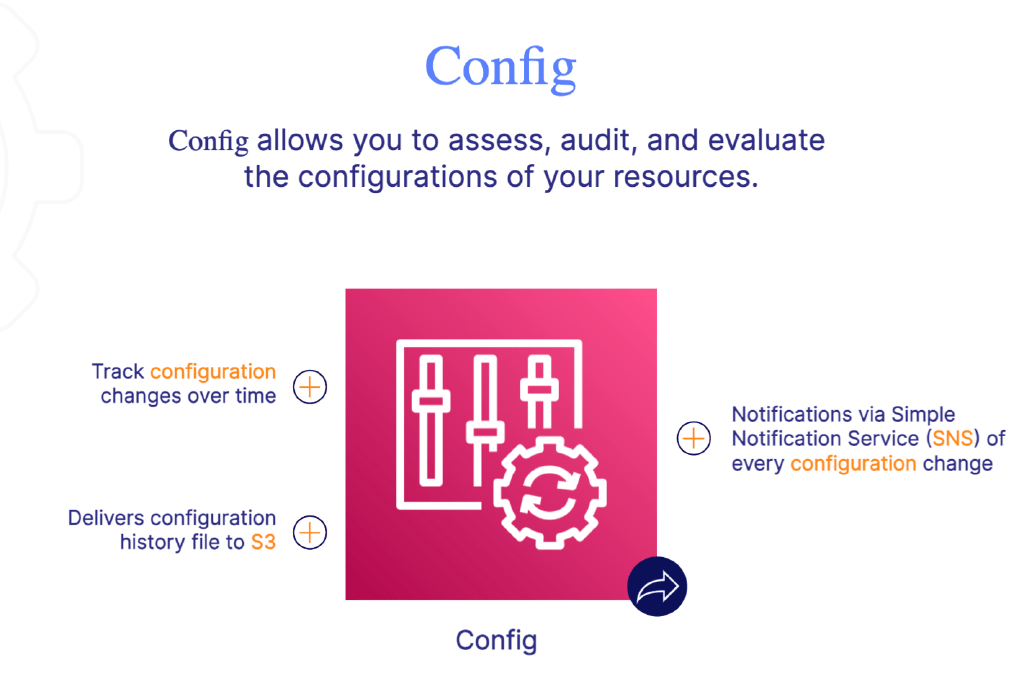 Config
Config allows you to assess, audit, and evaluate
the configurations of your resources.
Track configuration
changes over time
Delivers configuration
history file to S3
Notifications via Simple
Notification Service (SNS) of
every configuration change
Config